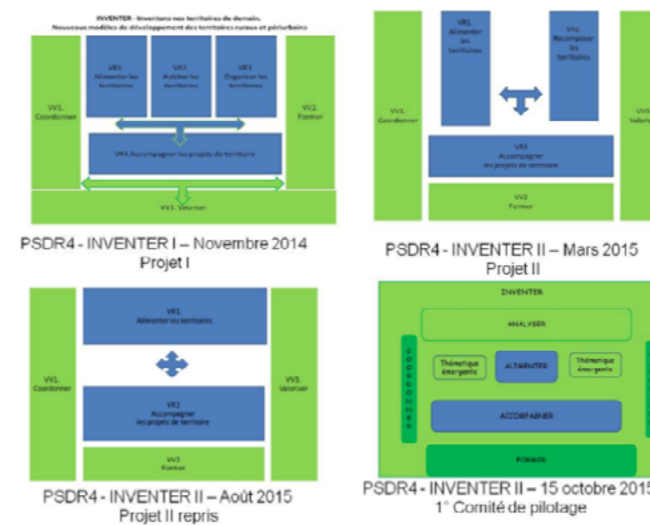 INVENTER - Inventons nos territoires de demain.
Nouveaux modèles de développement des territoires ruraux et périurbains
VR1.
Alimenter les
territoires
VR2.
Habiter les
territoires
VR3.
Organiser les
territoires
VV1.
Coordonner
VV2.
Former
VR4.Accompagner les projets de territoire
VV3. Valoriser
PSDR4 - INVENTER I – Novembre 2014
Projet I
VR1.
Alimenter
les
territoires
VR2.
Recomposer
les
territoires
VV1.
Coordonner
VR3
Accompagner
les projets de territoire
VV2
Former
PSDR4 - INVENTER II – Mars 2015
Projet II
VR1.
Alimenter les territoires
VV1.
Coordonner
VV3.
Valoriser
VR2
Accompagner
les projets de territoire
VV2
Former
PSDR4 - INVENTER II – Août 2015
Projet II repris
INVENTER
ANALYSER
Thématique
émergente
ALIMENTER
Thématique
émergente
ACCOMPAGNER
FORMER
PSDR4 - INVENTER II – 15 octobre 2015
1° Comité de pilotage